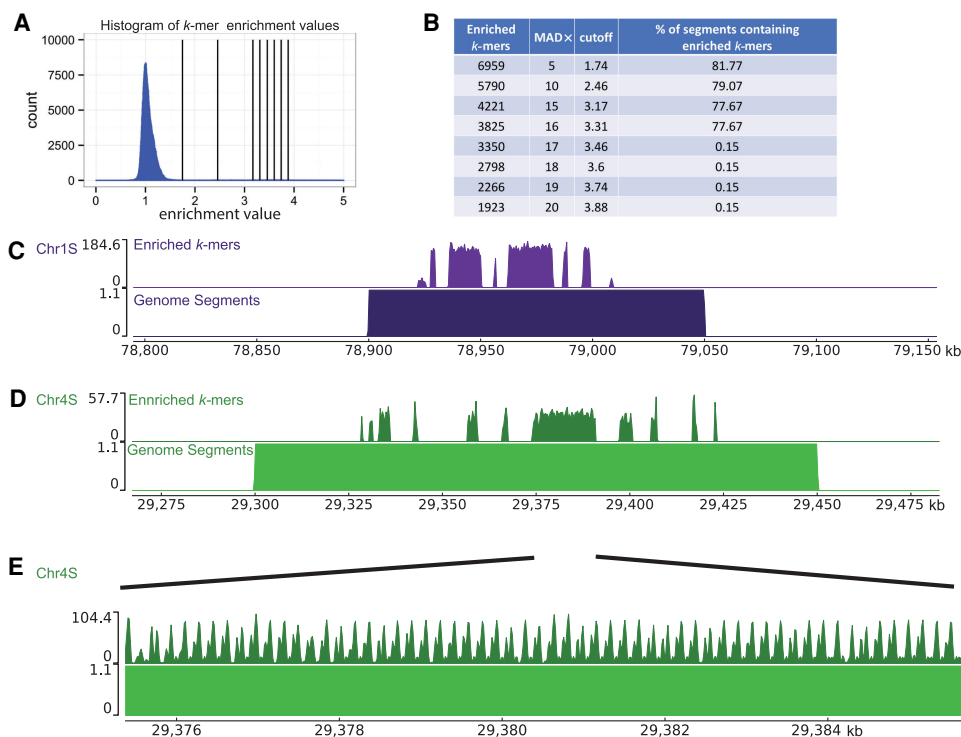 A
Histogram of k-mer enrichment values
10000
7500
5000
2500
0
count
0 1 2 3 4 5
enrichment value
B
Enriched k-mers MAD× cutoff % of segments containing enriched k-mers
6959 5 1.74 81.77
5790 10 2.46 79.07
4221 15 3.17 77.67
3825 16 3.31 77.67
3350 17 3.46 0.15
2798 18 3.6 0.15
2266 19 3.74 0.15
1923 20 3.88 0.15
C
Chr1S 184.6 Enriched k-mers
0
1.1
Genome Segments
0
78,800 78,850 78,900 78,950 79,000 79,050 79,100 79,150 kb
D
Chr4S 57.7 Ennriched k-mers
0
1.1
Genome Segments
0
29,275 29,300 29,325 29,350 29,375 29,400 29,425 29,450 29,475 kb
E
Chr4S
104.4
0
1.1
0
29,376 29,378 29,380 29,382 29,384 kb